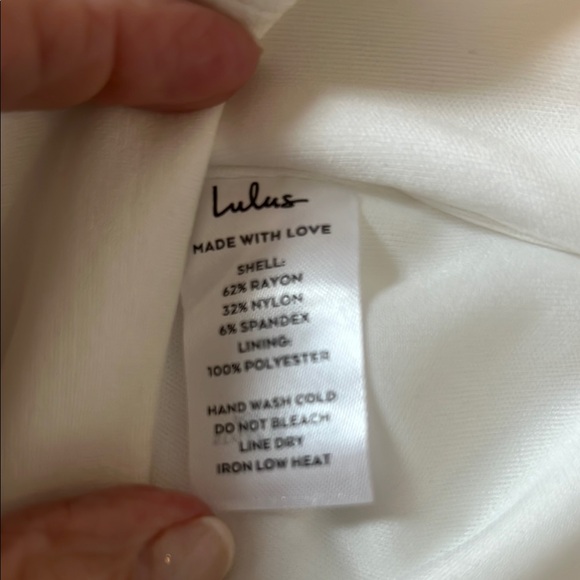 Lulus
MADE WITH LOVE
SHELL:
62% RAYON
32% NYLON
6% SPANDEX
LINING:
100% POLYESTER
HAND WASH COLD
DO NOT BLEACH
LINE DRY
IRON LOW HEAT